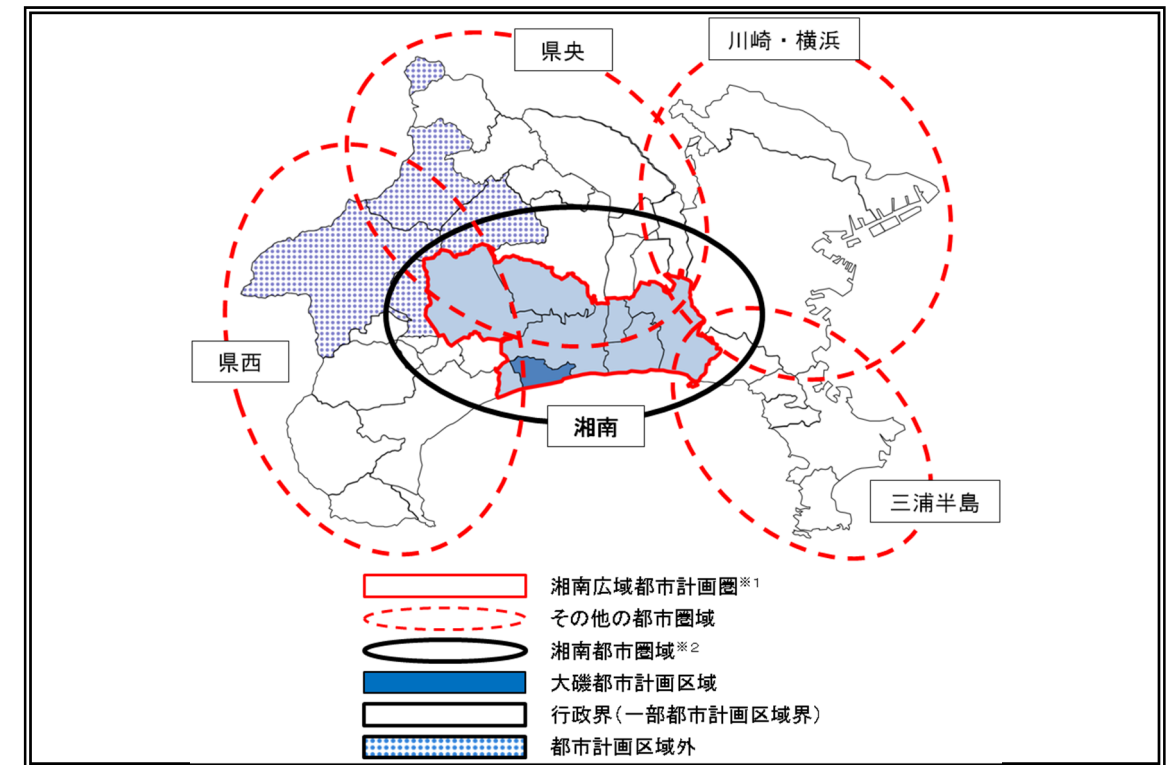 県央
川崎・横浜
県西
湘南
三浦半島
湘南広域都市計画圏※1
その他の都市圏域
湘南都市圏域※2
大磯都市計画区域
行政界(一部都市計画区域界)
都市計画区域外